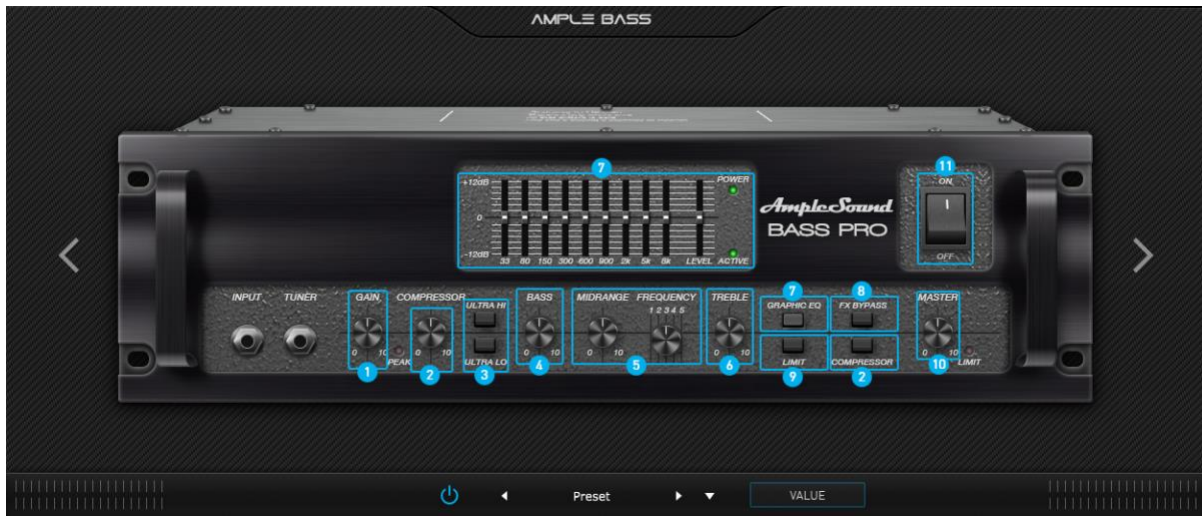 AMPLE BASS
7
11
+12dB
POWER
ON
0
AmpleSound
BASS PRO
-12dB
33 80 150 300 600 900 2k 5k 8k LEVEL ACTIVE
OFF
INPUT TUNER GAIN COMPRESSOR ULTRA HI BASS MIDRANGE FREQUENCY TREBLE 7 8 MASTER
GRAPHIC EQ FX BYPASS
1 2 3 4 5
0 10 PEAK 0 10 ULTRA LO 0 10 0 10 0 10 LIMIT COMPRESSOR 0 10 LIMIT
1 2 3 4 5 6 9 2 10
Preset
VALUE